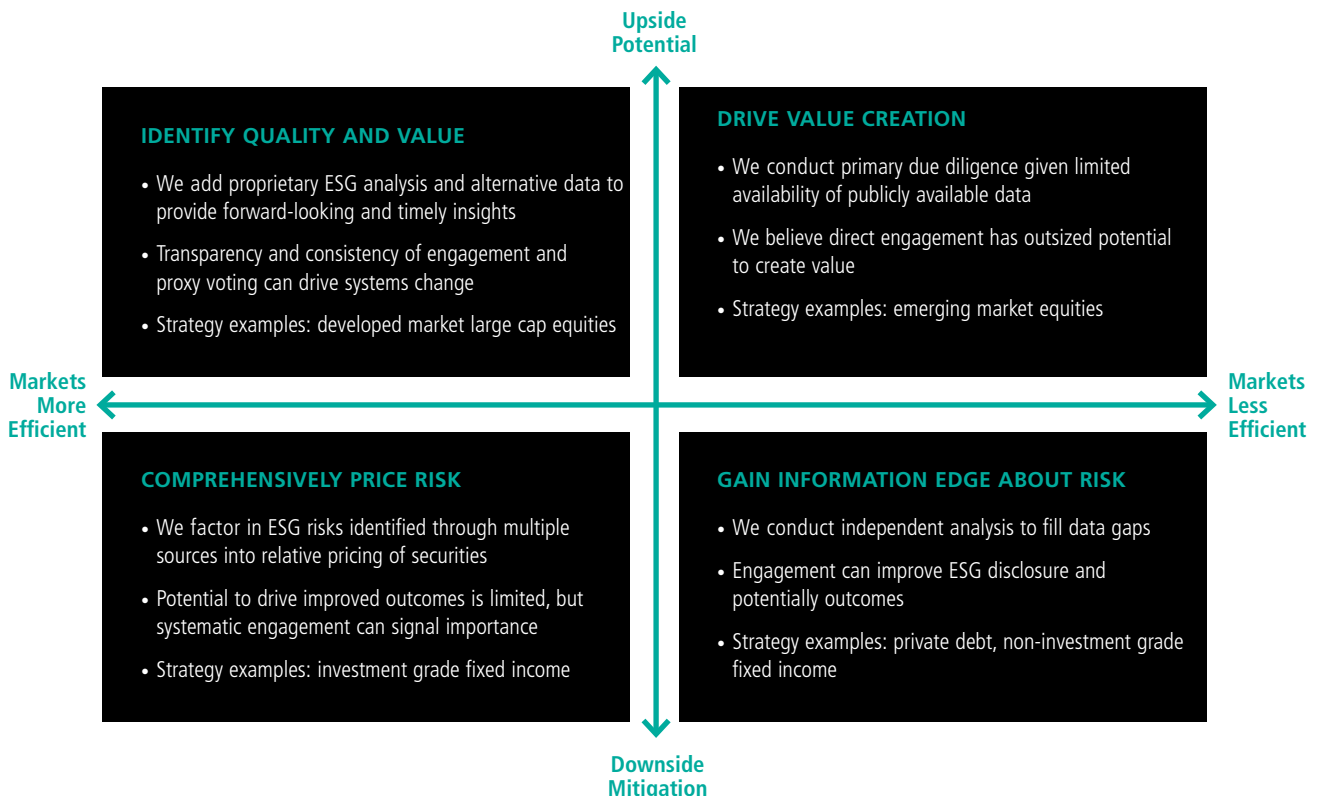 Upside
Potential
IDENTIFY QUALITY AND VALUE
• We add proprietary ESG analysis and alternative data to
provide forward-looking and timely insights
• Transparency and consistency of engagement and
proxy voting can drive systems change
• Strategy examples: developed market large cap equities
DRIVE VALUE CREATION
• We conduct primary due diligence given limited
availability of publicly available data
• We believe direct engagement has outsized potential
to create value
• Strategy examples: emerging market equities
Markets
More
Efficient
Markets
Less
Efficient
COMPREHENSIVELY PRICE RISK
• We factor in ESG risks identified through multiple
sources into relative pricing of securities
• Potential to drive improved outcomes is limited, but
systematic engagement can signal importance
• Strategy examples: investment grade fixed income
GAIN INFORMATION EDGE ABOUT RISK
• We conduct independent analysis to fill data gaps
• Engagement can improve ESG disclosure and
potentially outcomes
• Strategy examples: private debt, non-investment grade
fixed income
Downside
Mitigation